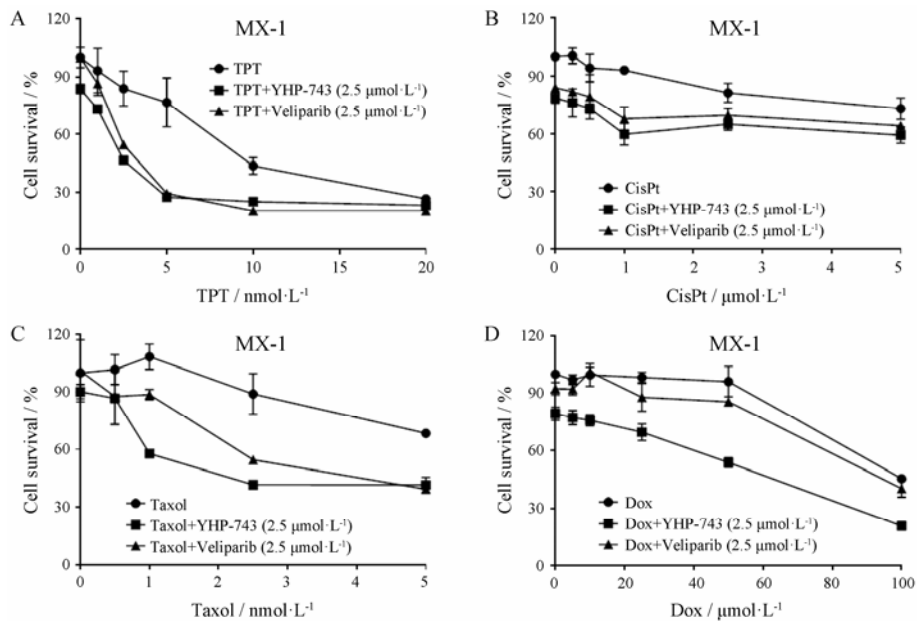 A
MX-1
Cell survival / %
120
90
60
30
0
TPT
TPT+YHP-743 (2.5 μmol·L⁻¹)
TPT+Veliparib (2.5 μmol·L⁻¹)
0 5 10 15 20
TPT / nmol·L⁻¹
B
MX-1
Cell survival / %
120
90
60
30
0
CisPt
CisPt+YHP-743 (2.5 μmol·L⁻¹)
CisPt+Veliparib (2.5 μmol·L⁻¹)
0 1 2 3 4 5
CisPt / μmol·L⁻¹
C
MX-1
Cell survival / %
120
90
60
30
0
Taxol
Taxol+YHP-743 (2.5 μmol·L⁻¹)
Taxol+Veliparib (2.5 μmol·L⁻¹)
0 1 2 3 4 5
Taxol / nmol·L⁻¹
D
MX-1
Cell survival / %
120
90
60
30
0
Dox
Dox+YHP-743 (2.5 μmol·L⁻¹)
Dox+Veliparib (2.5 μmol·L⁻¹)
0 20 40 60 80 100
Dox / μmol·L⁻¹